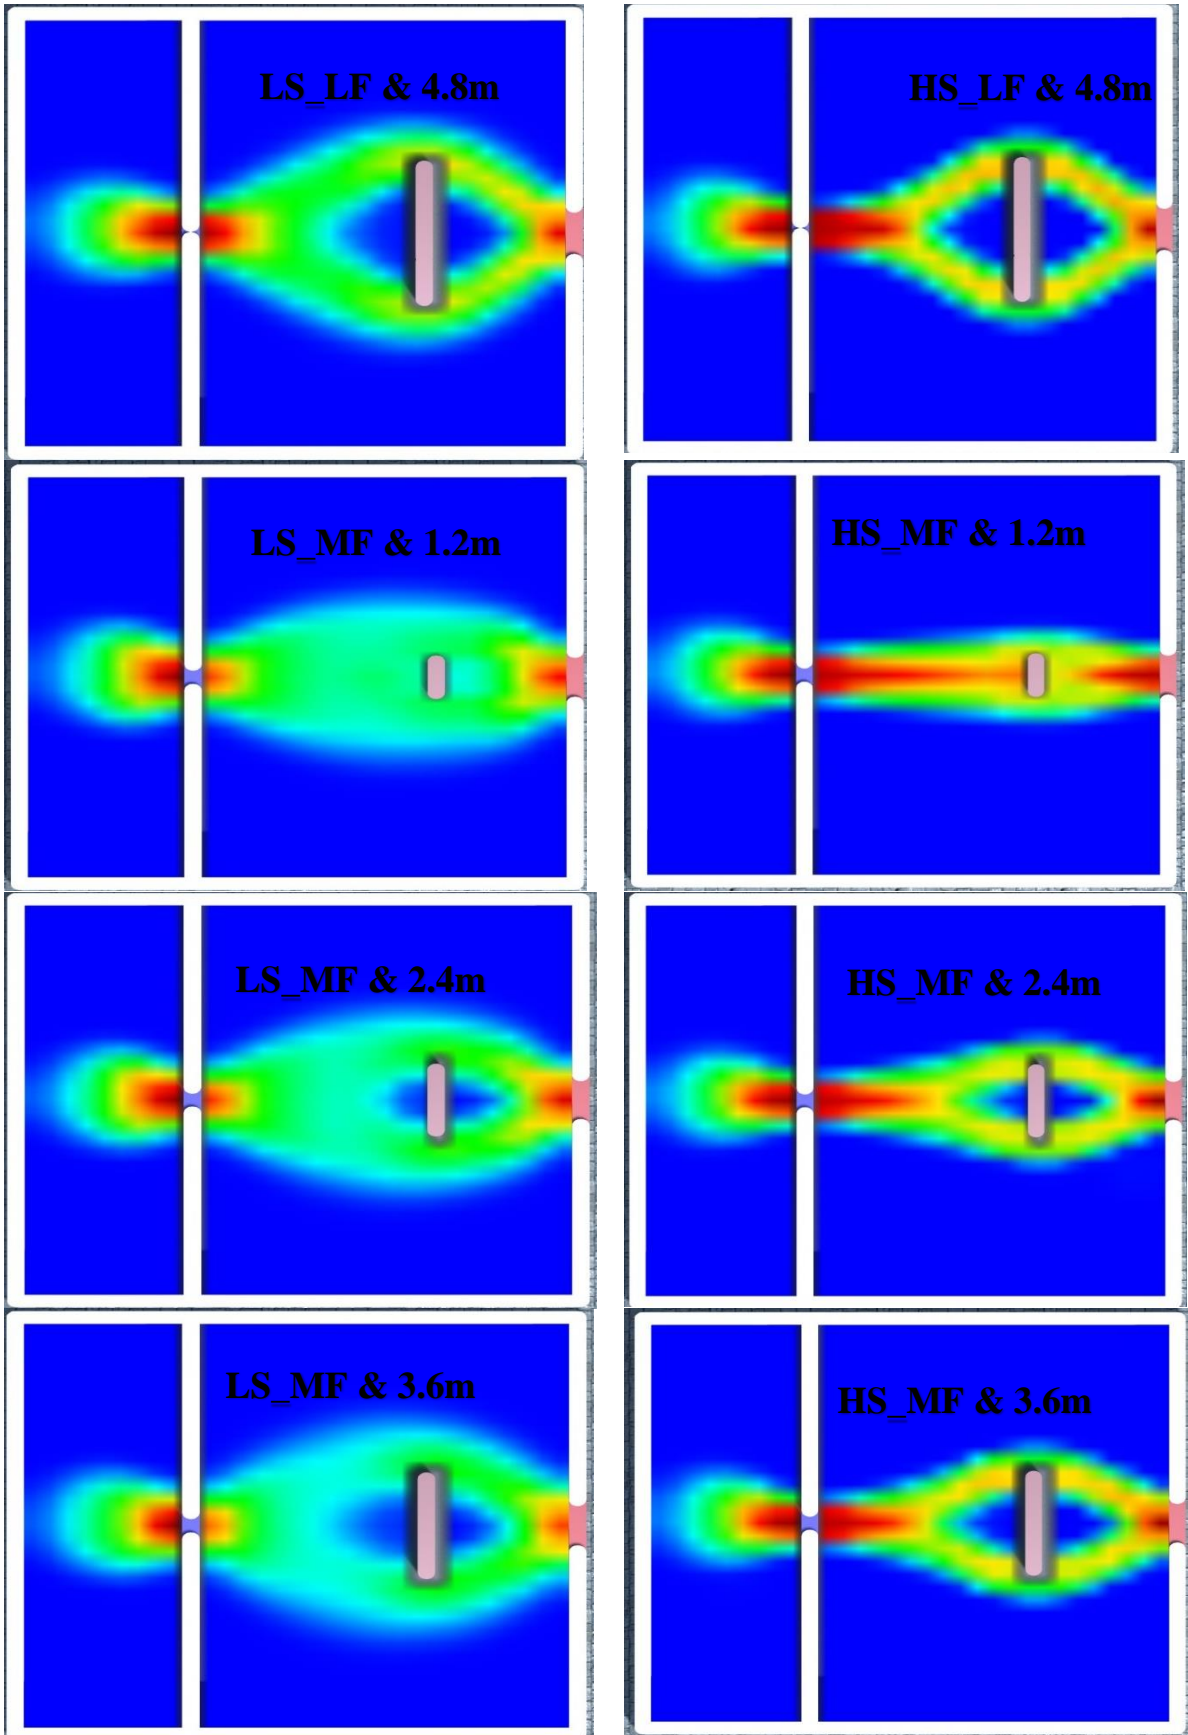 LS_LF & 4.8m
HS_LF & 4.8m
LS_MF & 1.2m
HS_MF & 1.2m
LS_MF & 2.4m
HS_MF & 2.4m
LS_MF & 3.6m
HS_MF & 3.6m